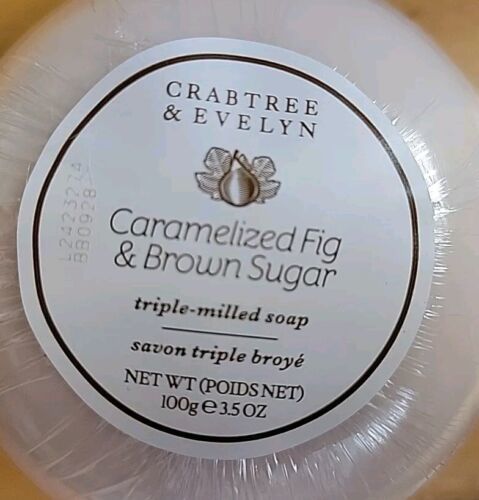 CRABTREE
& EVELYN
Caramelized Fig
& Brown Sugar
triple-milled soap
savon triple broyé
NET WT (POIDS NET)
100g e 3.5 OZ
L242327A
BB0928